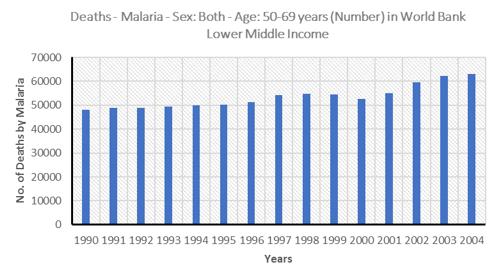 Deaths - Malaria - Sex: Both - Age: 50-69 years (Number) in World Bank
Lower Middle Income
70000
60000
50000
40000
30000
20000
10000
0
No. of Deaths by Malaria
1990 1991 1992 1993 1994 1995 1996 1997 1998 1999 2000 2001 2002 2003 2004
Years